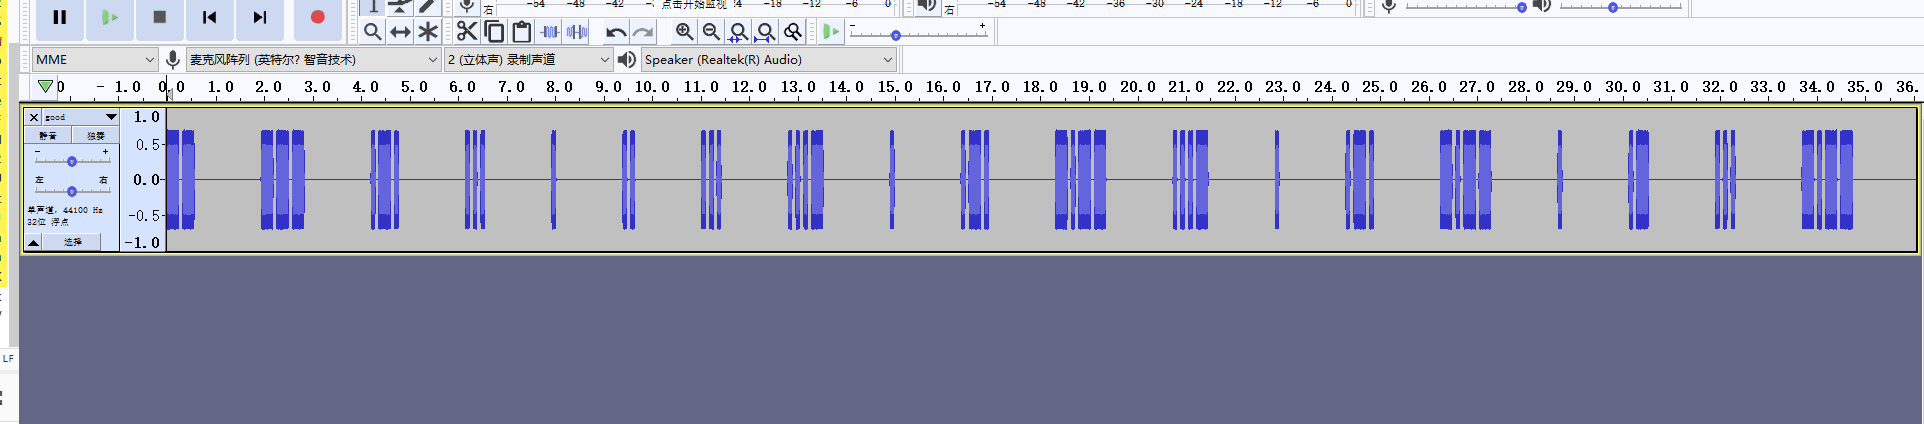 -54 -48 -42 点击开始监视 -24 -18 -12 -6 0
右
-54 -48 -42 -36 -30 -24 -18 -12 -6 0
右
MME
麦克风阵列 (英特尔? 智音技术)
2 (立体声) 录制声道
Speaker (Realtek(R) Audio)
- 1.0 0.0 1.0 2.0 3.0 4.0 5.0 6.0 7.0 8.0 9.0 10.0 11.0 12.0 13.0 14.0 15.0 16.0 17.0 18.0 19.0 20.0 21.0 22.0 23.0 24.0 25.0 26.0 27.0 28.0 29.0 30.0 31.0 32.0 33.0 34.0 35.0 36.
good
静音 独奏
- +
左 右
单声道, 44100 Hz
32位 浮点
选择
1.0
0.5
0.0
-0.5
-1.0
LF